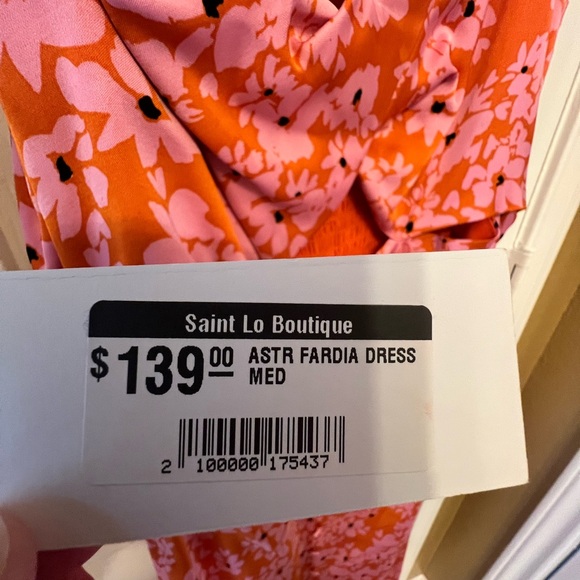 Saint Lo Boutique
$139.00 ASTR FARDIA DRESS
MED
2 100000 175437